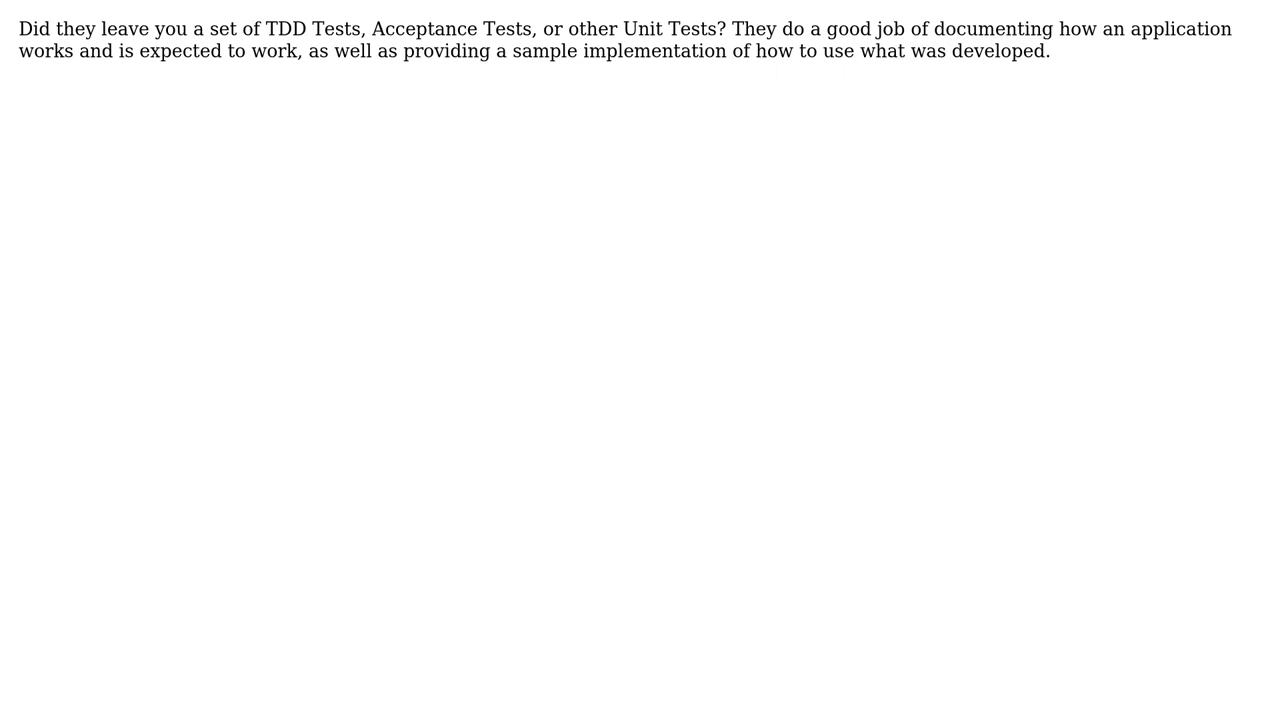 Did they leave you a set of TDD Tests, Acceptance Tests, or other Unit Tests? They do a good job of documenting how an application
works and is expected to work, as well as providing a sample implementation of how to use what was developed.